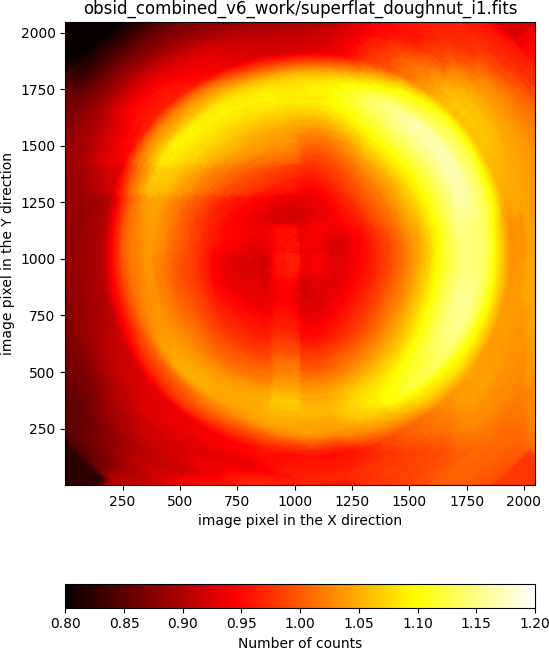 obsid_combined_v6_work/superflat_doughnut_i1.fits
2000
1750
1500
1250
1000
750
500
250
image pixel in the Y direction
250 500 750 1000 1250 1500 1750 2000
image pixel in the X direction
0.80 0.85 0.90 0.95 1.00 1.05 1.10 1.15 1.20
Number of counts